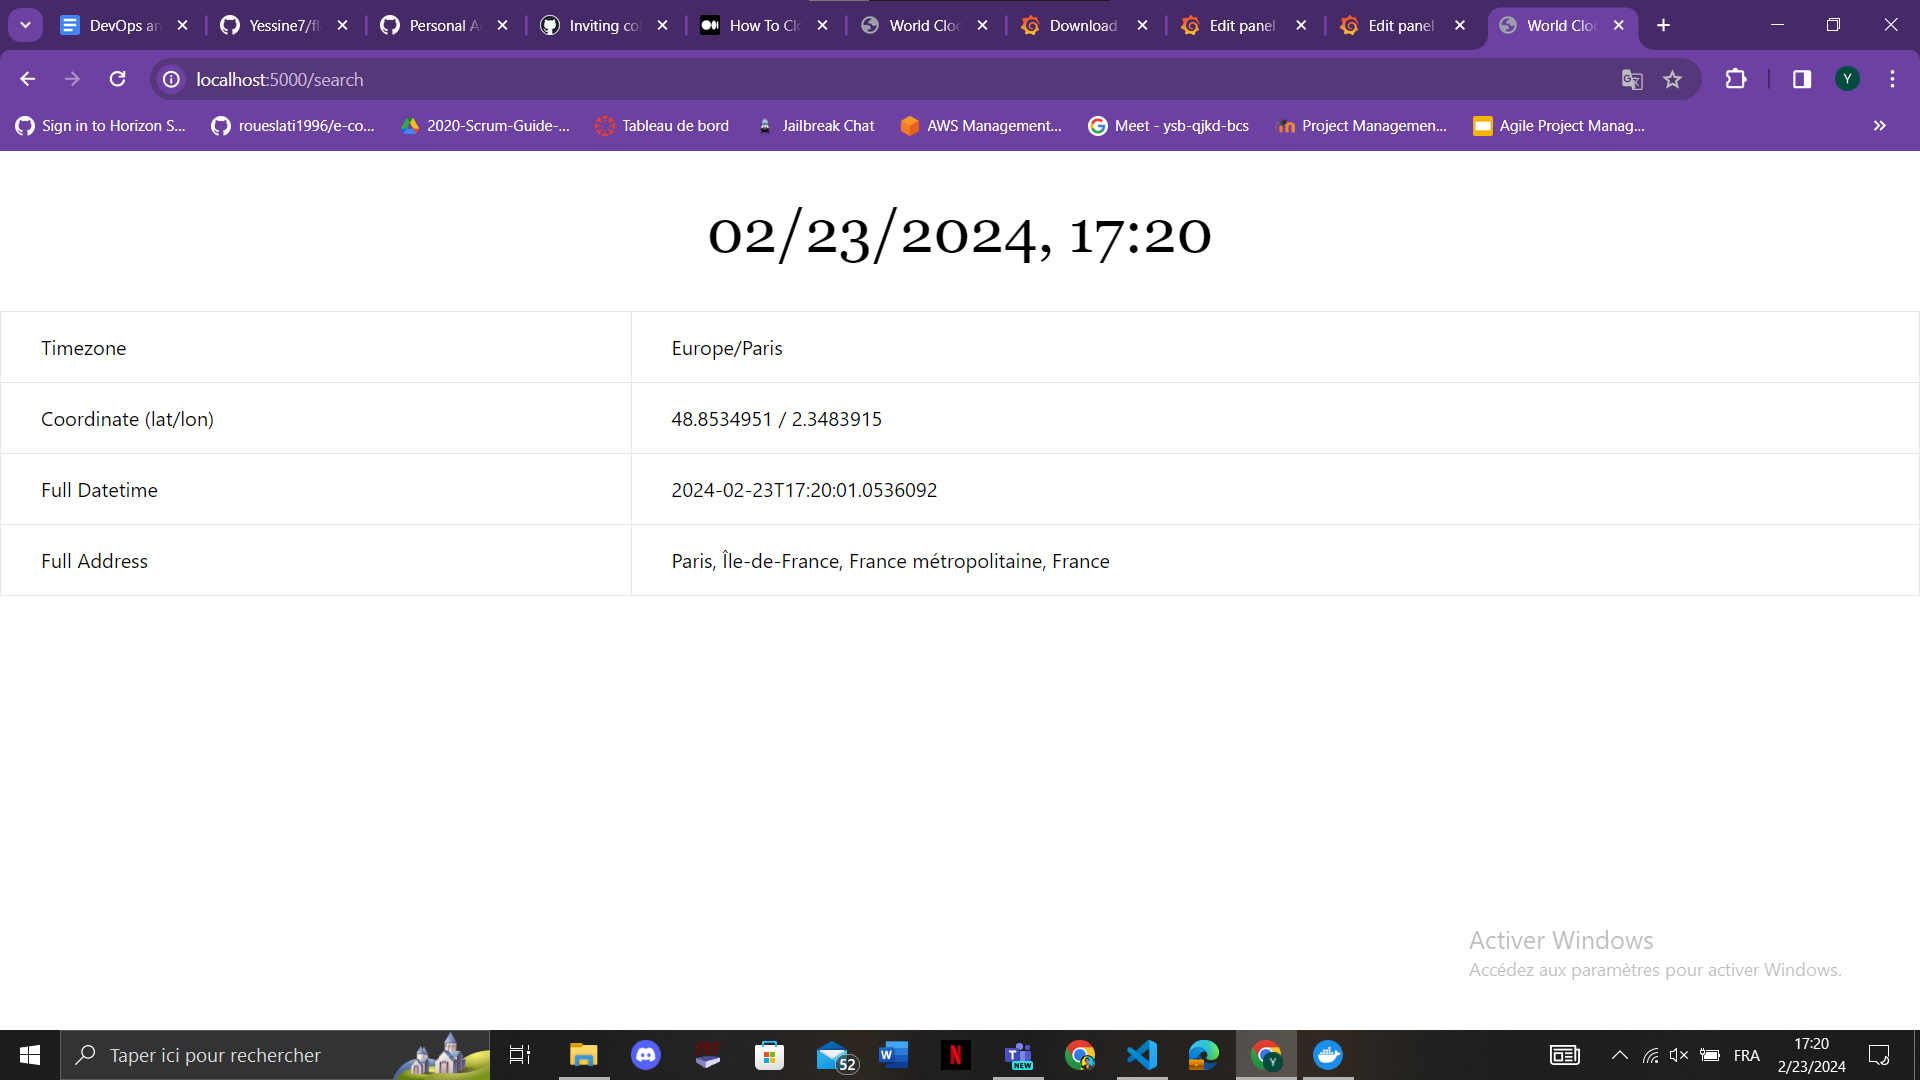 DevOps an
Yessine7/fl
Personal A
Inviting col
How To Cl
World Cloc
Download
Edit panel
Edit panel
World Cloc
localhost:5000/search
Y
Sign in to Horizon S...
roueslati1996/e-co...
2020-Scrum-Guide-...
Tableau de bord
Jailbreak Chat
AWS Management...
Meet - ysb-qjkd-bcs
Project Managemen...
Agile Project Manag...
02/23/2024, 17:20
Timezone
Europe/Paris
Coordinate (lat/lon)
48.8534951 / 2.3483915
Full Datetime
2024-02-23T17:20:01.0536092
Full Address
Paris, Île-de-France, France métropolitaine, France
Activer Windows
Accédez aux paramètres pour activer Windows.
Taper ici pour rechercher
52
W
N
NEW
Y
FRA
17:20
2/23/2024